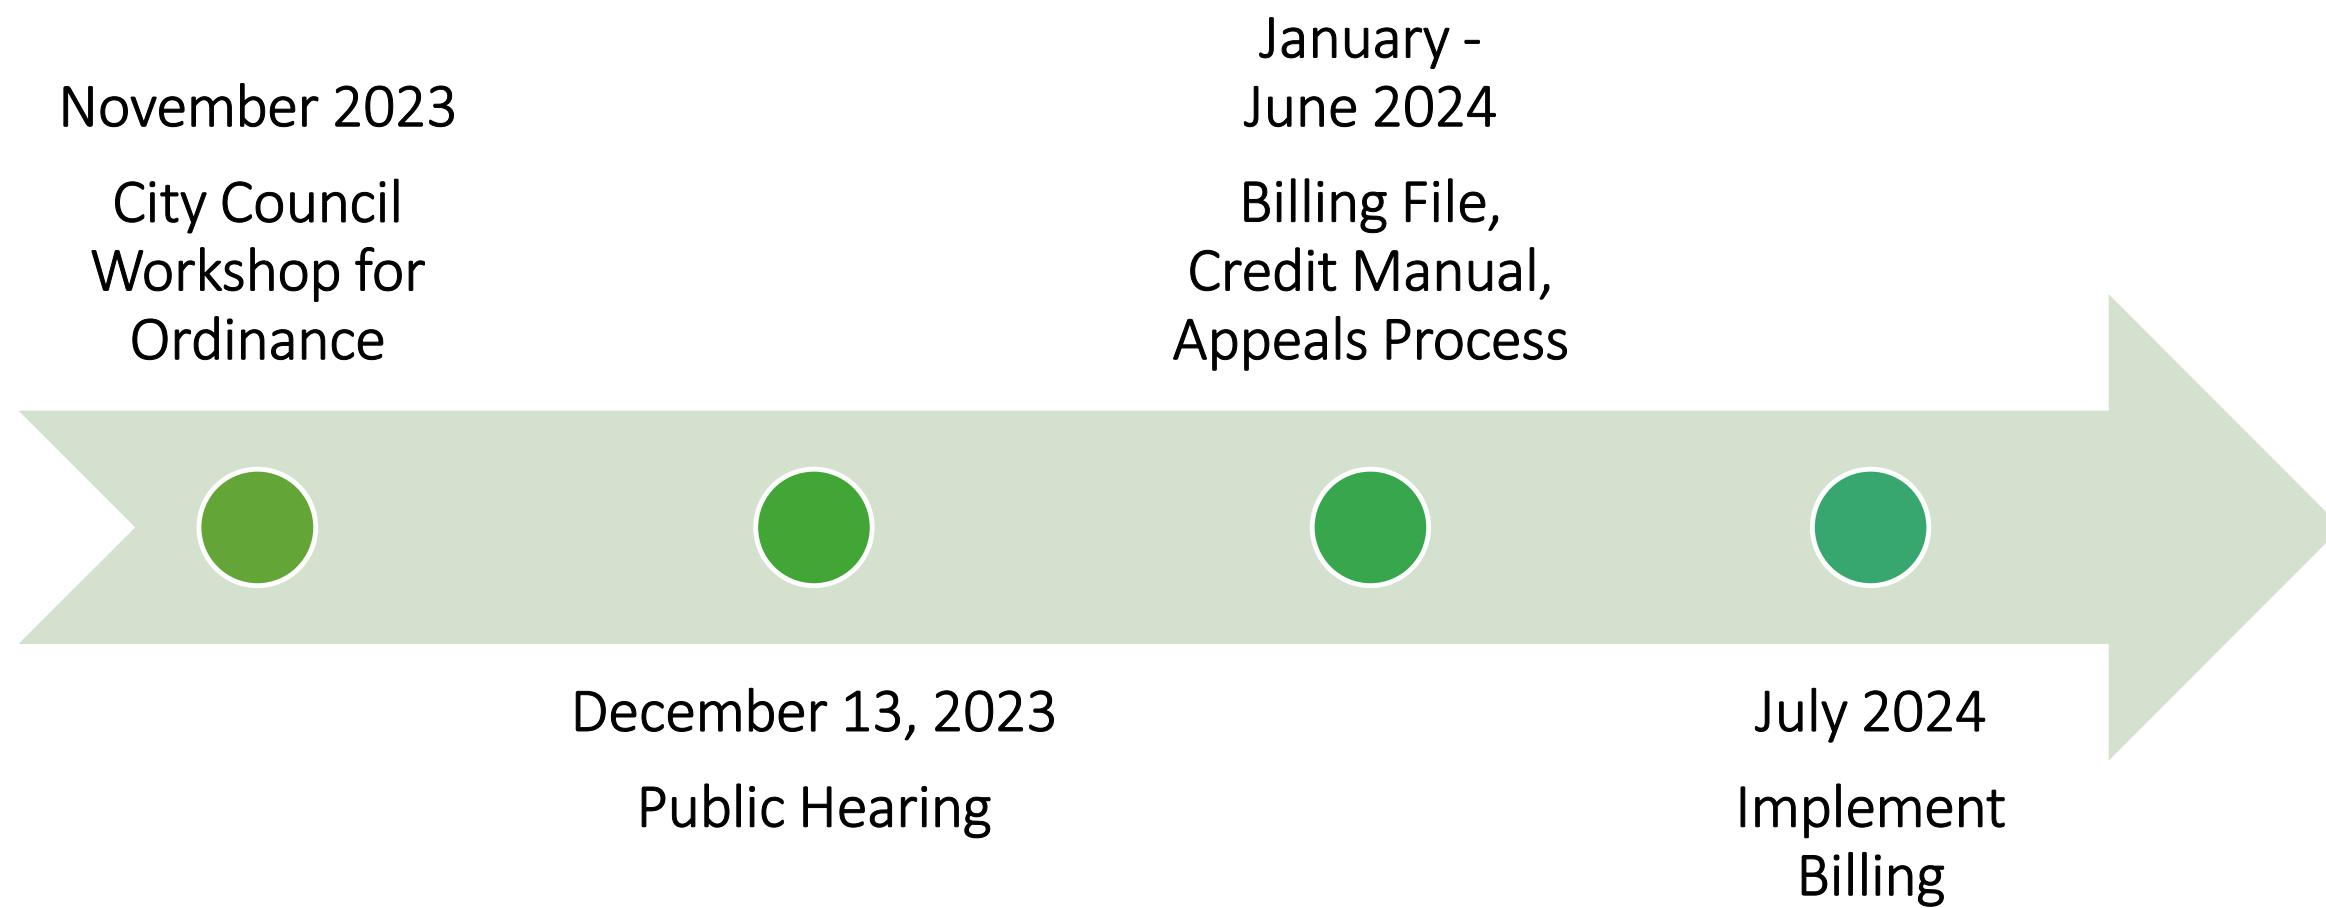 November 2023
City Council
Workshop for
Ordinance
December 13, 2023
Public Hearing
January -
June 2024
Billing File,
Credit Manual,
Appeals Process
July 2024
Implement
Billing